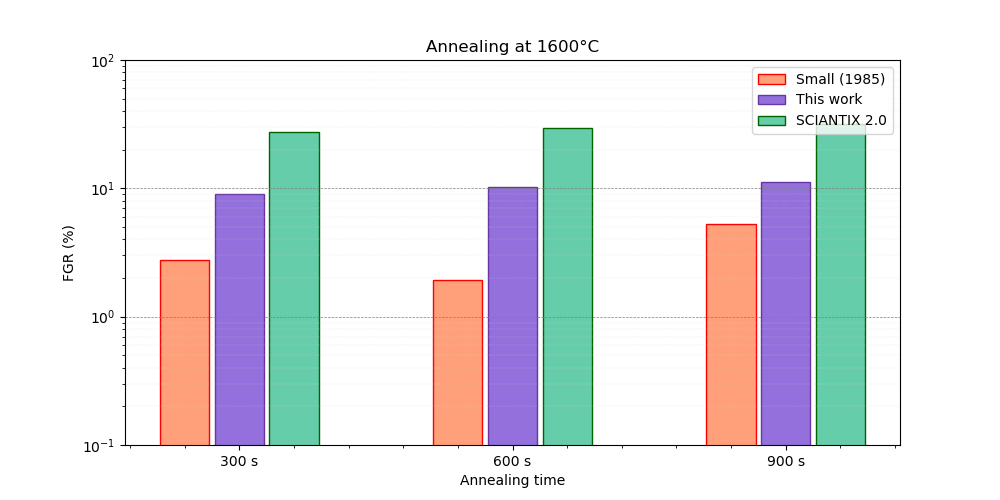 Annealing at 1600°C
Small (1985)
This work
SCIANTIX 2.0
FGR (%)
10²
10¹
10⁰
10⁻¹
300 s
600 s
900 s
Annealing time